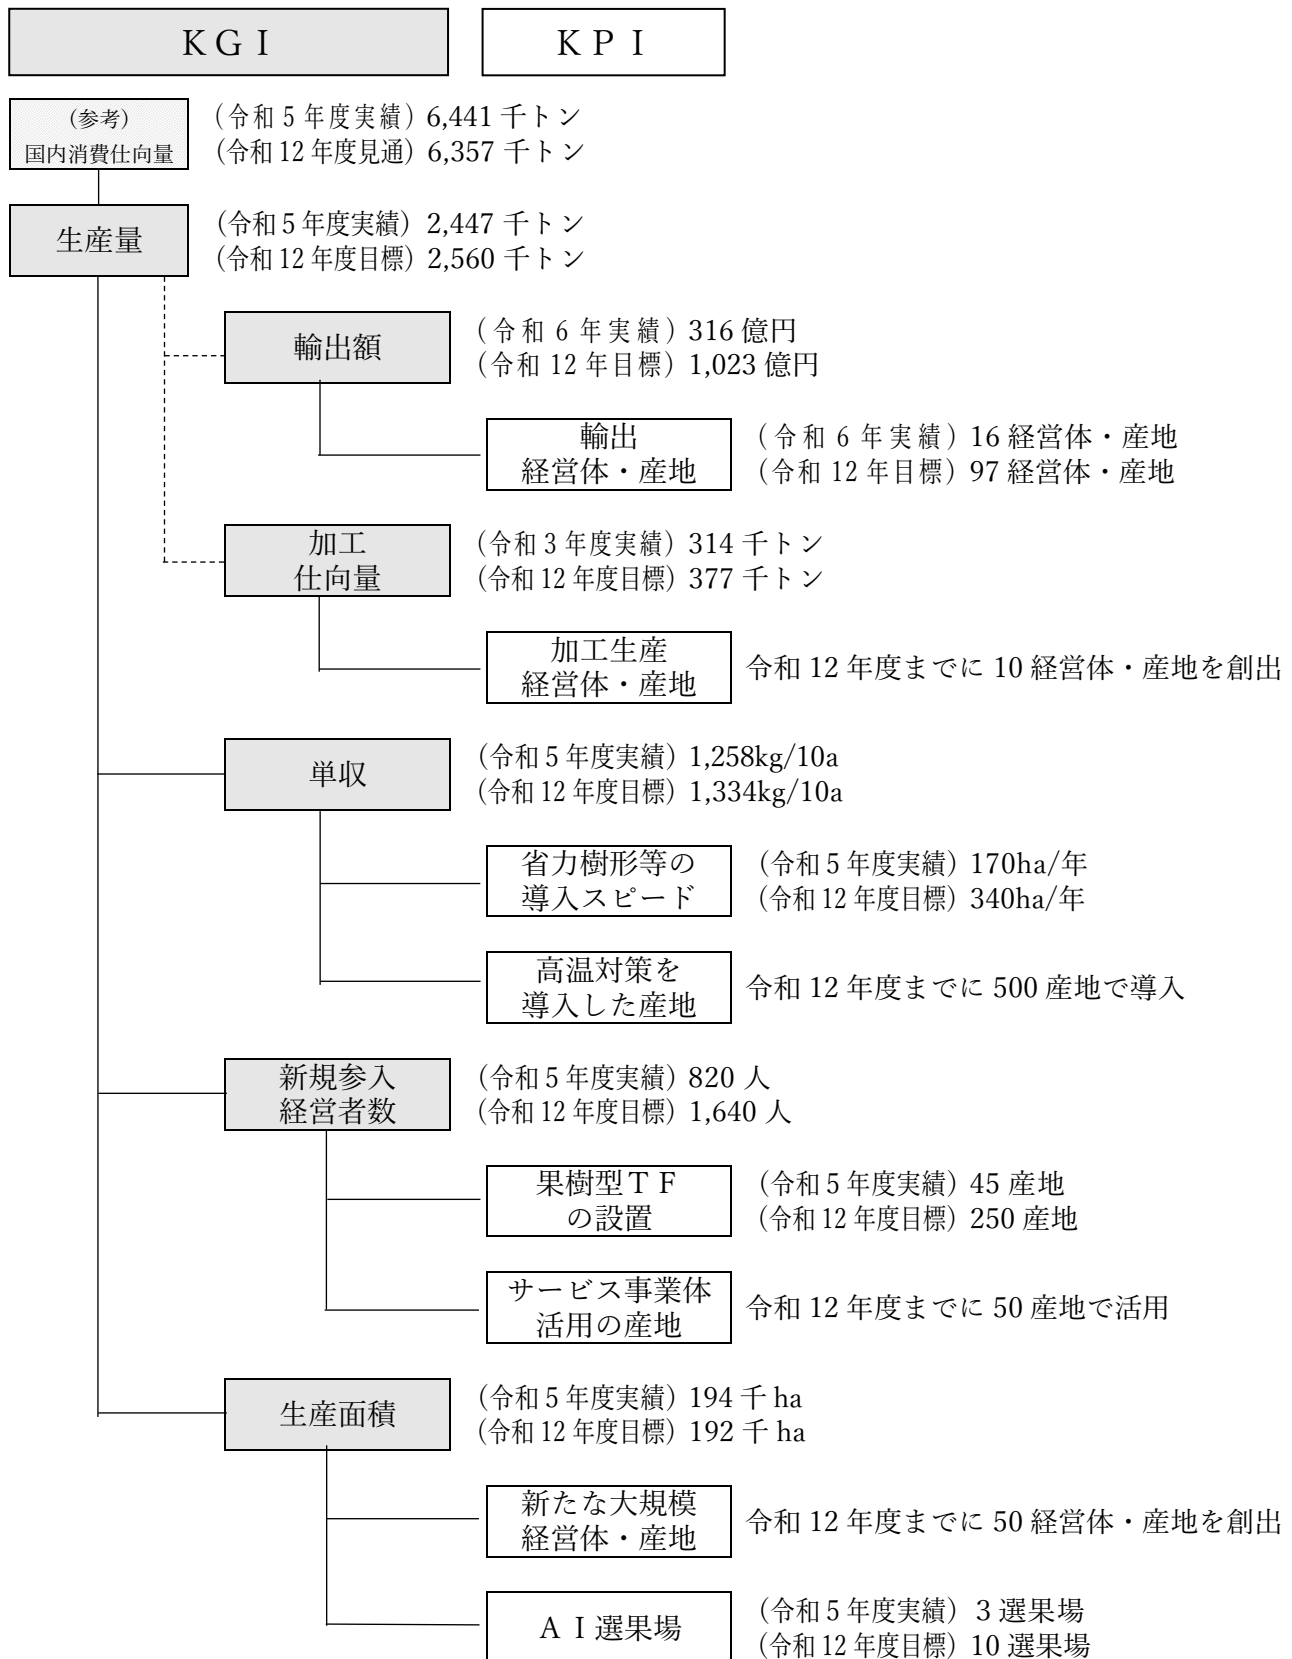 ＫＧＩ
ＫＰＩ
（参考）
国内消費仕向量
（令和５年度実績）6,441 千トン
（令和 12 年度見通）6,357 千トン
生産量
（令和５年度実績）2,447 千トン
（令和 12 年度目標）2,560 千トン
輸出額
（令和６年実績）316 億円
（令和 12 年目標）1,023 億円
輸出
経営体・産地
（令和６年実績）16 経営体・産地
（令和 12 年目標）97 経営体・産地
加工
仕向量
（令和３年度実績）314 千トン
（令和 12 年度目標）377 千トン
加工生産
経営体・産地
令和 12 年度までに 10 経営体・産地を創出
単収
（令和５年度実績）1,258kg/10a
（令和 12 年度目標）1,334kg/10a
省力樹形等の
導入スピード
（令和５年度実績）170ha/年
（令和 12 年度目標）340ha/年
高温対策を
導入した産地
令和 12 年度までに 500 産地で導入
新規参入
経営者数
（令和５年度実績）820 人
（令和 12 年度目標）1,640 人
果樹型ＴＦ
の設置
（令和５年度実績）45 産地
（令和 12 年度目標）250 産地
サービス事業体
活用の産地
令和 12 年度までに 50 産地で活用
生産面積
（令和５年度実績）194 千 ha
（令和 12 年度目標）192 千 ha
新たな大規模
経営体・産地
令和 12 年度までに 50 経営体・産地を創出
ＡＩ選果場
（令和５年度実績）３選果場
（令和 12 年度目標）10 選果場